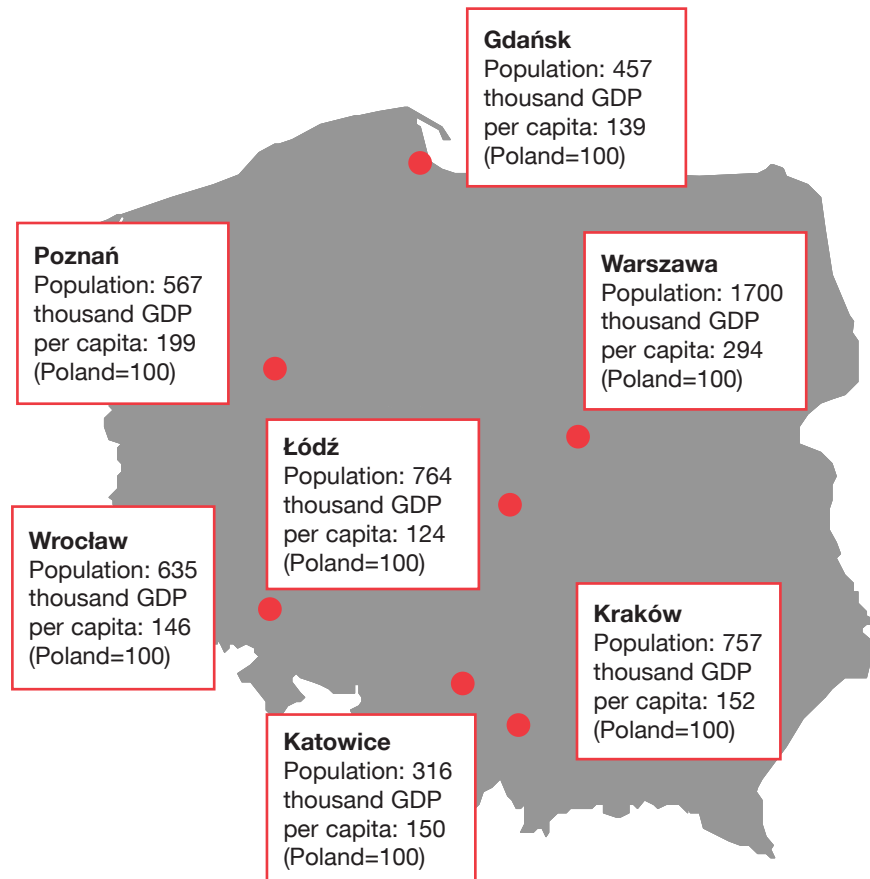 Gdańsk
Population: 457
thousand GDP
per capita: 139
(Poland=100)
Poznań
Population: 567
thousand GDP
per capita: 199
(Poland=100)
Warszawa
Population: 1700
thousand GDP
per capita: 294
(Poland=100)
Łódź
Population: 764
thousand GDP
per capita: 124
(Poland=100)
Wrocław
Population: 635
thousand GDP
per capita: 146
(Poland=100)
Kraków
Population: 757
thousand GDP
per capita: 152
(Poland=100)
Katowice
Population: 316
thousand GDP
per capita: 150
(Poland=100)